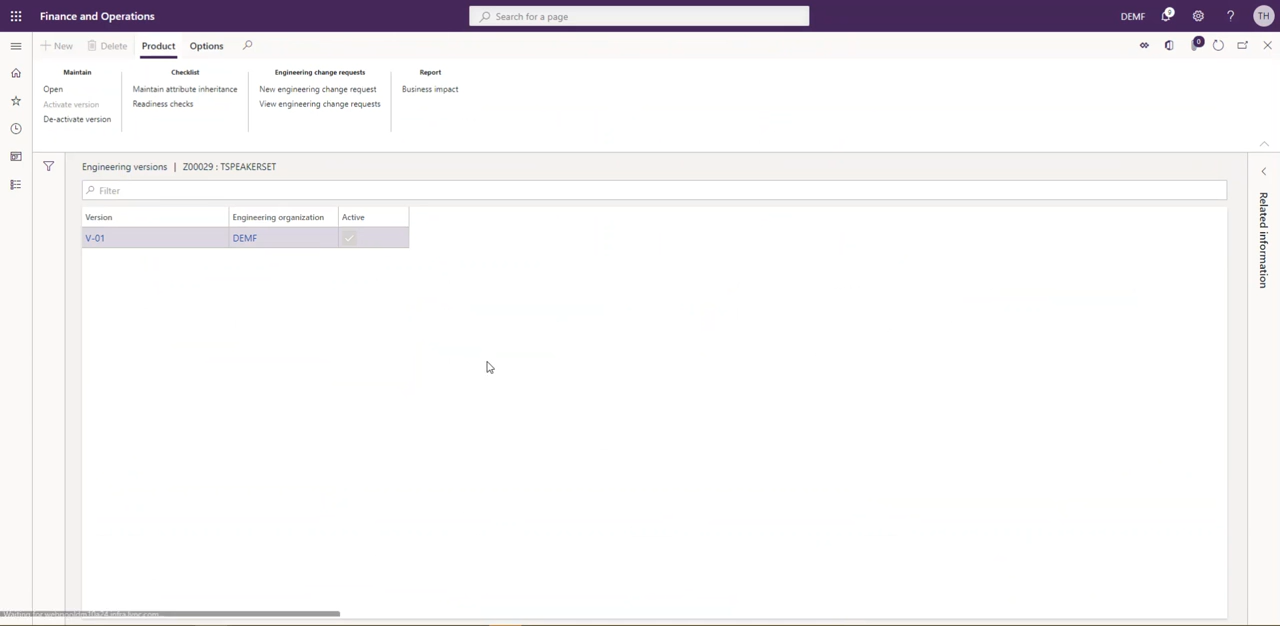 Finance and Operations
Search for a page
DEMF
9
TH
New
Delete
Product
Options
0
Maintain
Open
Activate version
De-activate version
Checklist
Maintain attribute inheritance
Readiness checks
Engineering change requests
New engineering change request
View engineering change requests
Report
Business impact
Engineering versions | Z00029 : TSPEAKERSET
Filter
Version Engineering organization Active
V-01 DEMF
Related information